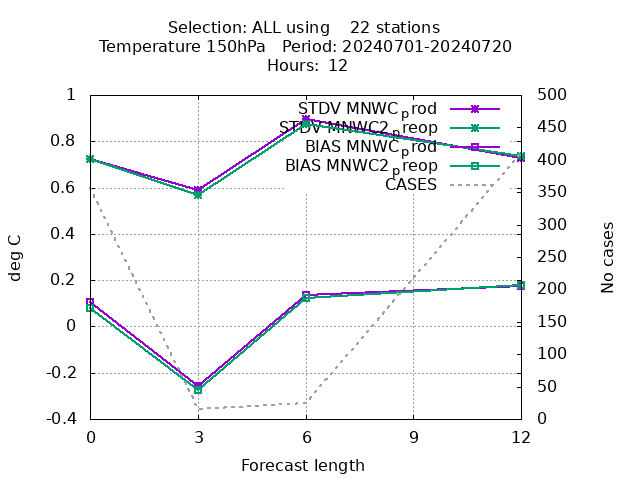 Selection: ALL using 22 stations
Temperature 150hPa Period: 20240701-20240720
Hours: 12
STDV MNWC_prod
STDV MNWC2_preop
BIAS MNWC_prod
BIAS MNWC2_preop
CASES
deg C
1
0.8
0.6
0.4
0.2
0
-0.2
-0.4
500
450
400
350
300
250
200
150
100
50
0
No cases
0 3 6 9 12
Forecast length